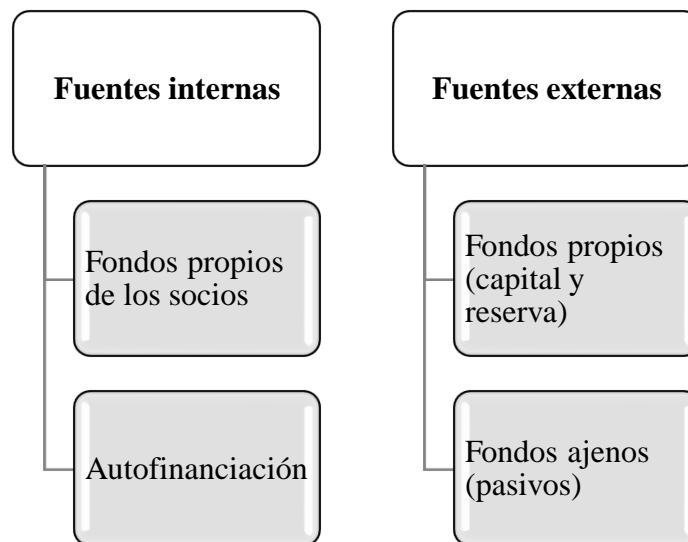 Fuentes internas
Fondos propios
de los socios
Autofinanciación
Fuentes externas
Fondos propios
(capital y
reserva)
Fondos ajenos
(pasivos)